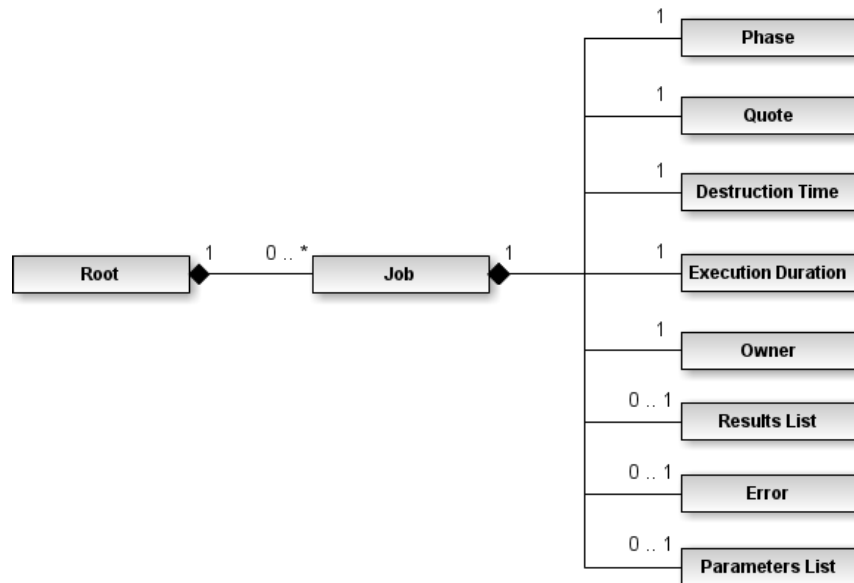 1
Phase
1
Quote
1
Destruction Time
Root
1
0 .. *
Job
1
1
Execution Duration
1
Owner
0 .. 1
Results List
0 .. 1
Error
0 .. 1
Parameters List